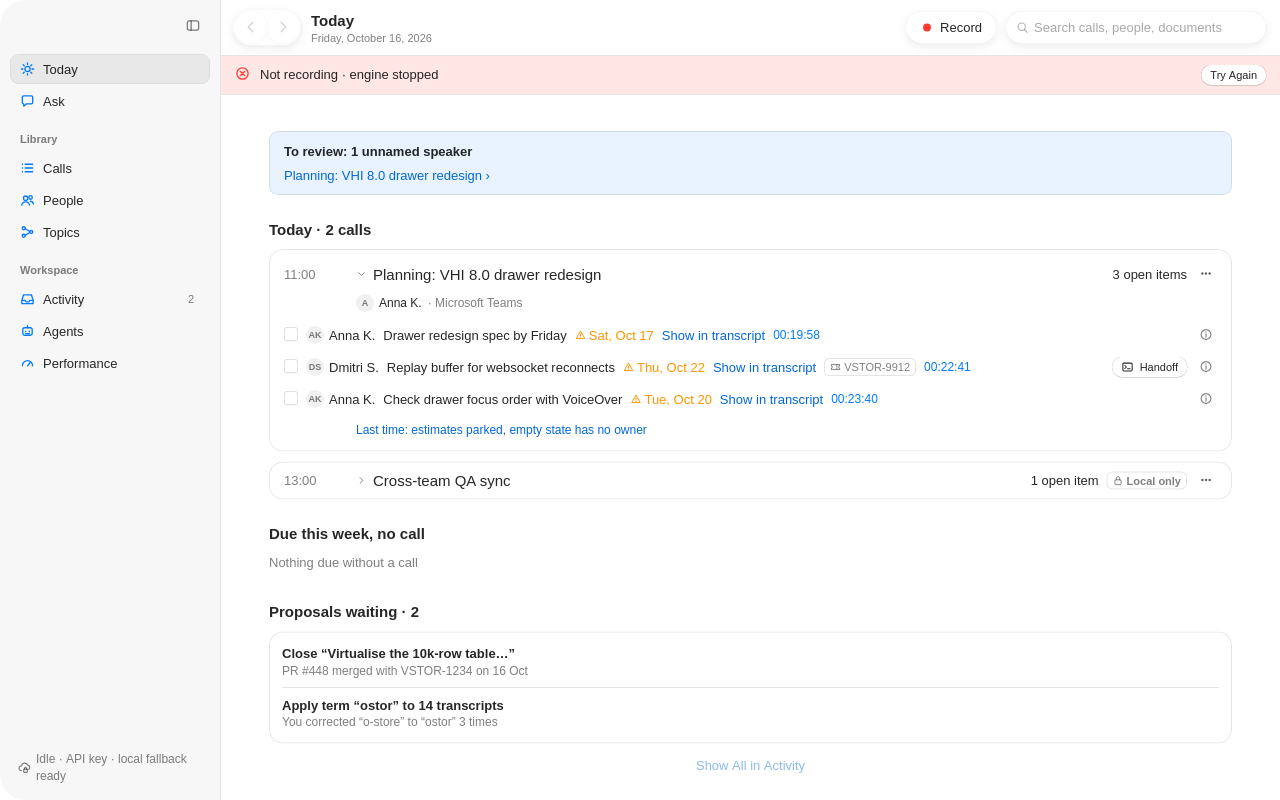 Today
Ask
Library
Calls
People
Topics
Workspace
Activity 2
Agents
Performance
Idle · API key · local fallback
ready
Today
Friday, October 16, 2026
Record
Search calls, people, documents
Not recording · engine stopped
Try Again
To review: 1 unnamed speaker
Planning: VHI 8.0 drawer redesign ›
Today · 2 calls
11:00 Planning: VHI 8.0 drawer redesign 3 open items
A Anna K. · Microsoft Teams
AK Anna K. Drawer redesign spec by Friday Sat, Oct 17 Show in transcript 00:19:58
DS Dmitri S. Replay buffer for websocket reconnects Thu, Oct 22 Show in transcript VSTOR-9912 00:22:41 Handoff
AK Anna K. Check drawer focus order with VoiceOver Tue, Oct 20 Show in transcript 00:23:40
Last time: estimates parked, empty state has no owner
13:00 Cross-team QA sync 1 open item Local only
Due this week, no call
Nothing due without a call
Proposals waiting · 2
Close “Virtualise the 10k-row table…”
PR #448 merged with VSTOR-1234 on 16 Oct
Apply term “ostor” to 14 transcripts
You corrected “o-store” to “ostor” 3 times
Show All in Activity